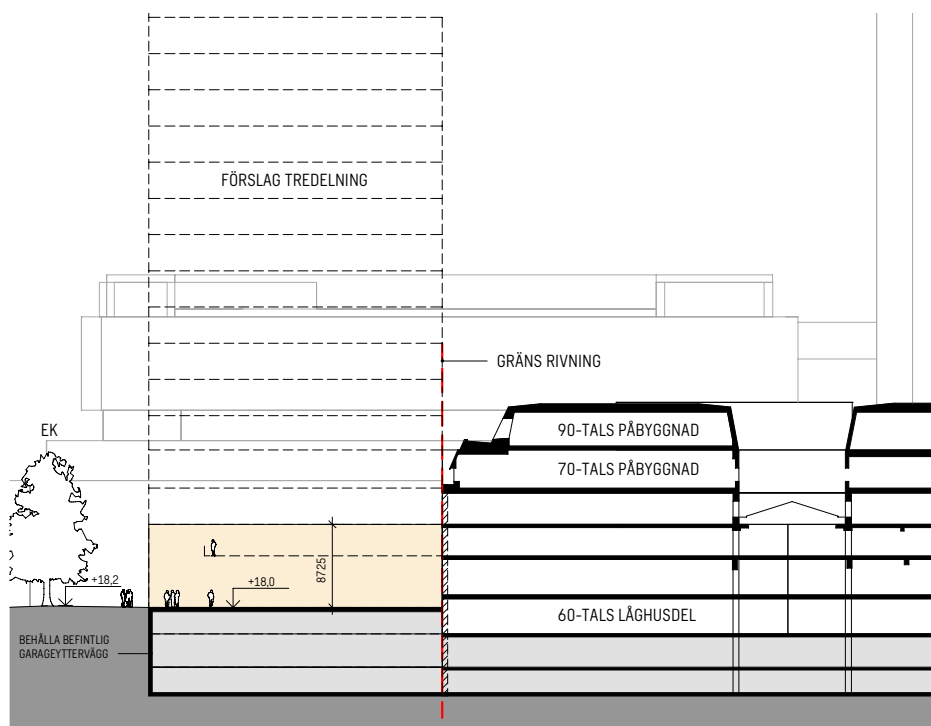 FÖRSLAG TREDELNING
GRÄNS RIVNING
EK
90-TALS PÅBYGGNAD
70-TALS PÅBYGGNAD
8725
+18,2
+18,0
60-TALS LÅGHUSDEL
BEHÅLLA BEFINTLIG
GARAGEYTTERVÄGG